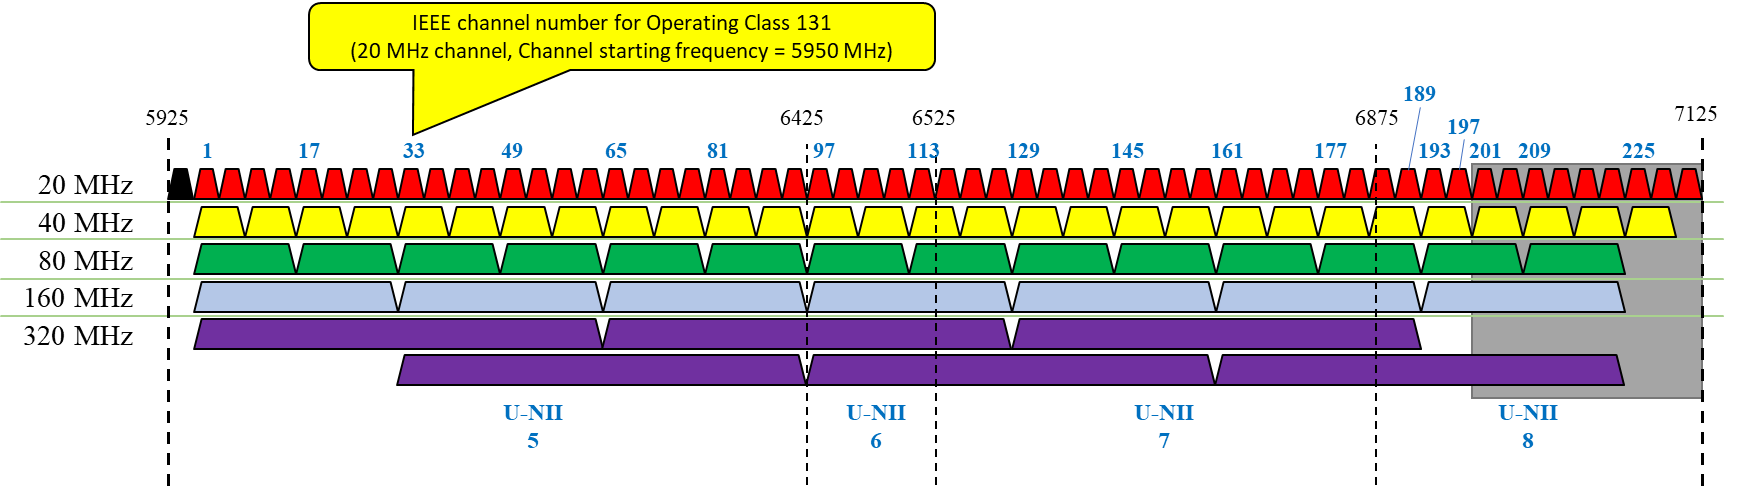 IEEE channel number for Operating Class 131
(20 MHz channel, Channel starting frequency = 5950 MHz)
189
5925 6425 6525 6875 7125
197
1 17 33 49 65 81 97 113 129 145 161 177 193 201 209 225
20 MHz
40 MHz
80 MHz
160 MHz
320 MHz
U-NII U-NII U-NII U-NII
5 6 7 8